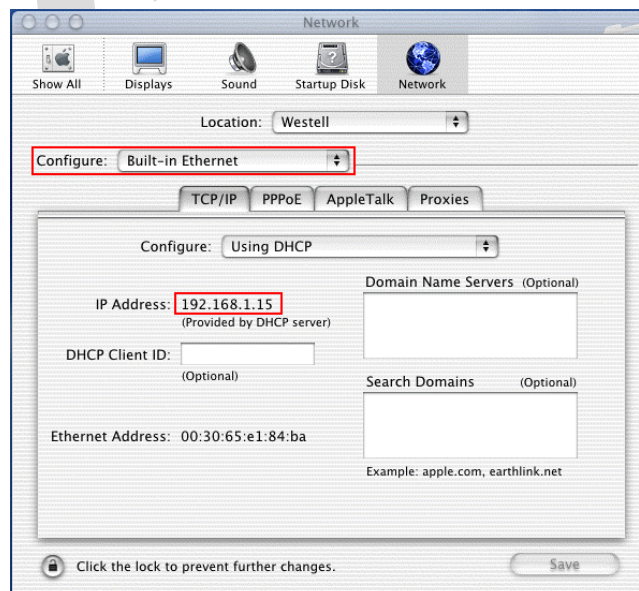 Network
Show All Displays Sound Startup Disk Network
Location: Westell
Configure: Built-in Ethernet
TCP/IP PPPoE AppleTalk Proxies
Configure: Using DHCP
Domain Name Servers (Optional)
IP Address: 192.168.1.15
(Provided by DHCP server)
DHCP Client ID:
(Optional)
Search Domains (Optional)
Ethernet Address: 00:30:65:e1:84:ba
Example: apple.com, earthlink.net
Click the lock to prevent further changes.
Save